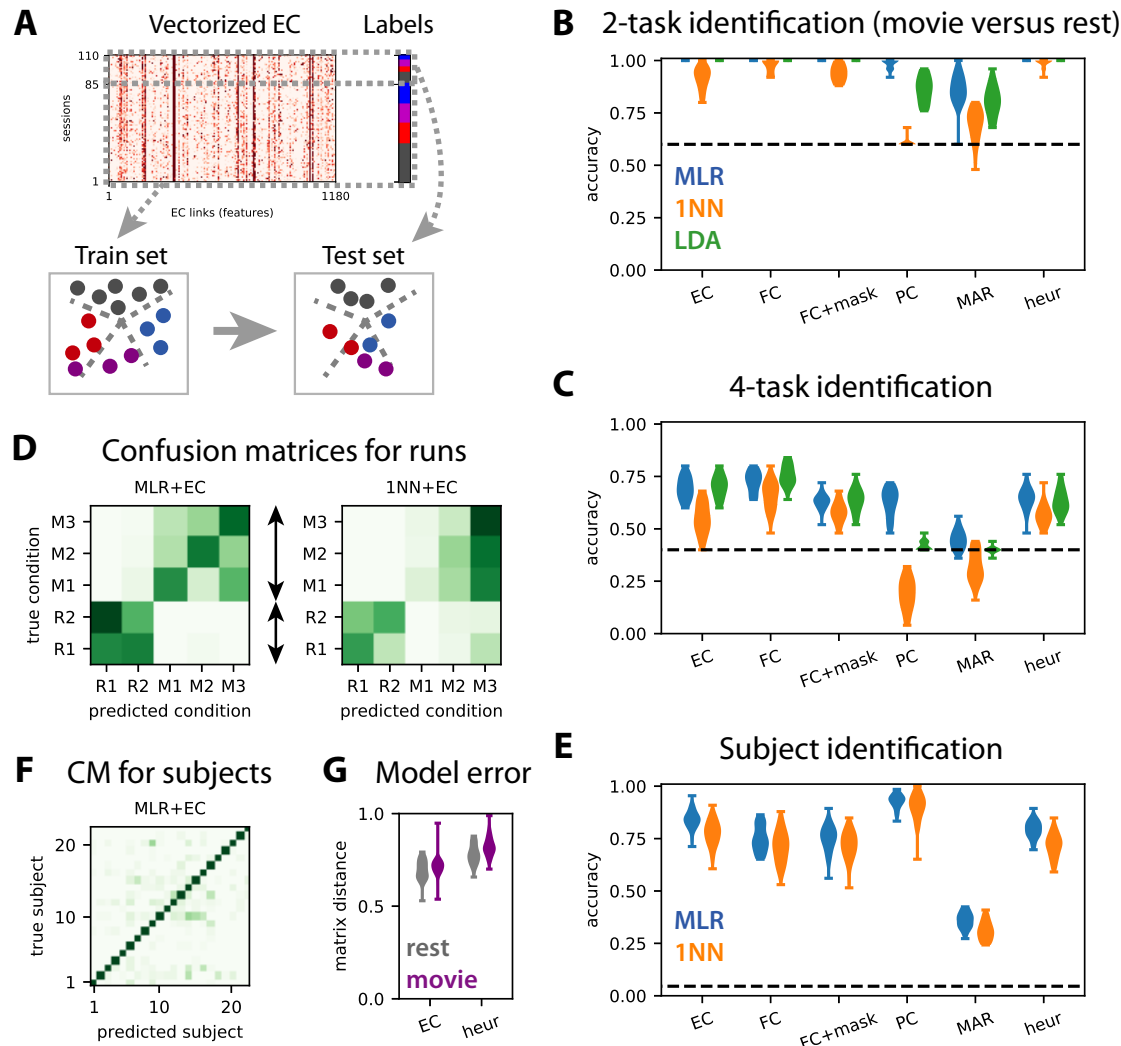 A
Vectorized EC
Labels
110
85
1
sessions
1
1180
EC links (features)
Train set
Test set
B
2-task identification (movie versus rest)
1.00
0.75
0.50
0.25
0.00
accuracy
MLR
1NN
LDA
EC
FC
FC+mask
PC
MAR
heur
C
4-task identification
1.00
0.75
0.50
0.25
0.00
accuracy
EC
FC
FC+mask
PC
MAR
heur
D
Confusion matrices for runs
MLR+EC
1NN+EC
M3
M2
M1
R2
R1
true condition
R1 R2 M1 M2 M3
predicted condition
M3
M2
M1
R2
R1
R1 R2 M1 M2 M3
predicted condition
E
Subject identification
1.00
0.75
0.50
0.25
0.00
accuracy
MLR
1NN
EC
FC
FC+mask
PC
MAR
heur
F
CM for subjects
MLR+EC
20
10
1
true subject
1 10 20
predicted subject
G
Model error
1.0
0.5
0.0
matrix distance
rest
movie
EC
heur